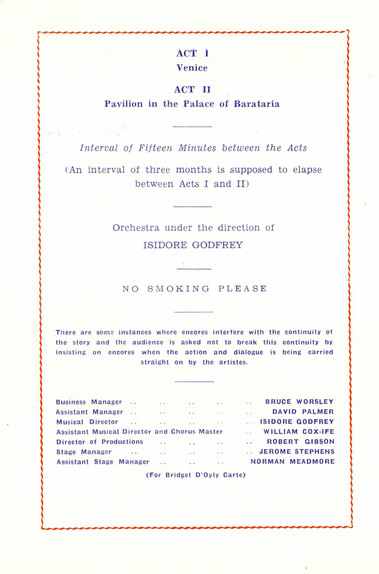 ACT I
Venice
ACT II
Pavilion in the Palace of Barataria
Interval of Fifteen Minutes between the Acts
(An interval of three months is supposed to elapse
between Acts I and II)
Orchestra under the direction of
ISIDORE GODFREY
NO SMOKING PLEASE
There are some instances where encores interfere with the continuity of
the story and the audience is asked not to break this continuity by
insisting on encores when the action and dialogue is being carried
straight on by the artistes.
Business Manager .. .. .. .. .. BRUCE WORSLEY
Assistant Manager .. .. .. .. .. DAVID PALMER
Musical Director .. .. .. .. .. ISIDORE GODFREY
Assistant Musical Director and Chorus Master .. WILLIAM COX-IFE
Director of Productions .. .. .. .. ROBERT GIBSON
Stage Manager .. .. .. .. .. JEROME STEPHENS
Assistant Stage Manager .. .. .. .. NORMAN MEADMORE
(For Bridget D'Oyly Carte)